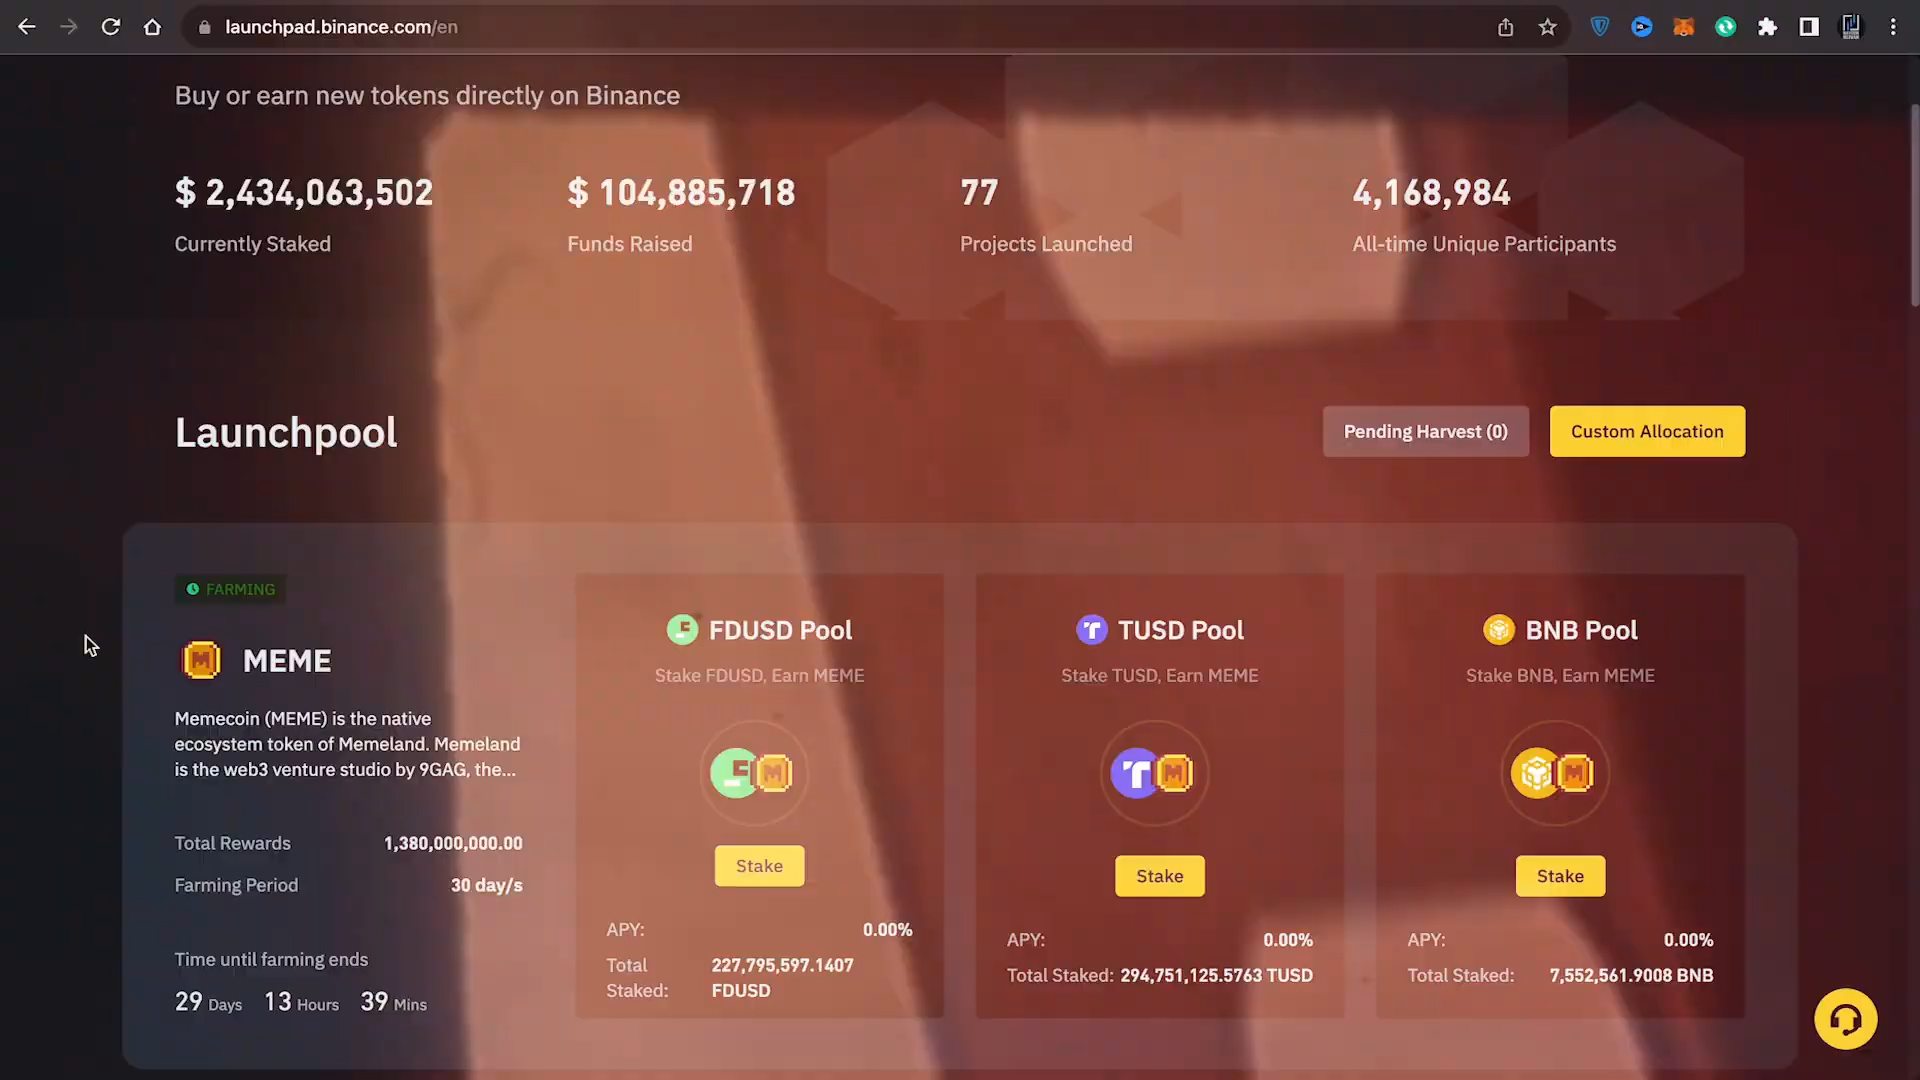 launchpad.binance.com/en
Buy or earn new tokens directly on Binance
$ 2,434,063,502
Currently Staked
$ 104,885,718
Funds Raised
77
Projects Launched
4,168,984
All-time Unique Participants
Launchpool
Pending Harvest (0)
Custom Allocation
FARMING
MEME
Memecoin (MEME) is the native
ecosystem token of Memeland. Memeland
is the web3 venture studio by 9GAG, the...
Total Rewards 1,380,000,000.00
Farming Period 30 day/s
Time until farming ends
29 Days 13 Hours 39 Mins
FDUSD Pool
Stake FDUSD, Earn MEME
Stake
APY: 0.00%
Total Staked: 227,795,597.1407 FDUSD
TUSD Pool
Stake TUSD, Earn MEME
Stake
APY: 0.00%
Total Staked: 294,751,125.5763 TUSD
BNB Pool
Stake BNB, Earn MEME
Stake
APY: 0.00%
Total Staked: 7,552,561.9008 BNB